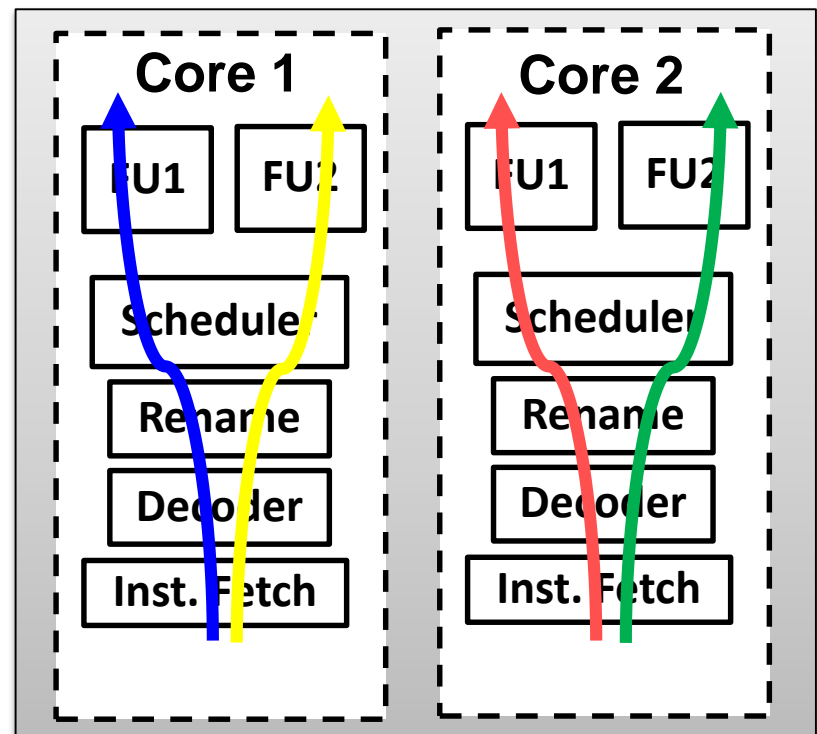 Core 1
FU1 FU2
Scheduler
Rename
Decoder
Inst. Fetch
Core 2
FU1 FU2
Scheduler
Rename
Decoder
Inst. Fetch